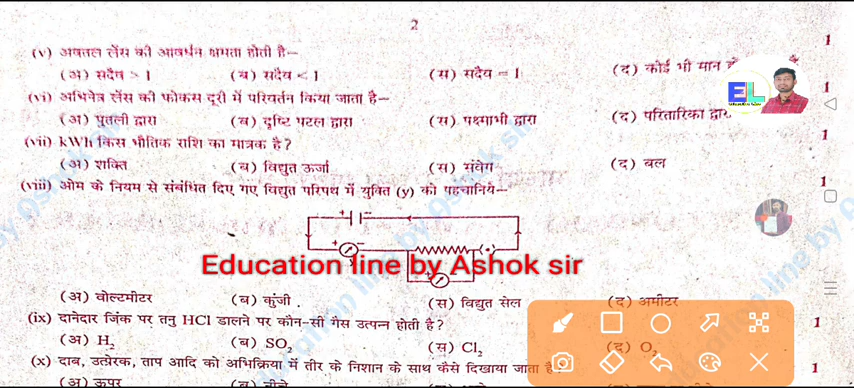 2
(v) अवतल लेंस की आवर्धन क्षमता होती है— 1
(अ) सदैव > 1 (ब) सदैव < 1 (स) सदैव = 1 (द) कोई भी मान
(vi) अभिनेत्र लेंस की फोकस दूरी में परिवर्तन किया जाता है— 1
(अ) पुतली द्वारा (ब) दृष्टि पटल द्वारा (स) पक्ष्माभी द्वारा (द) परितारिका द्वारा
EL
(vii) kWh किस भौतिक राशि का मात्रक है? 1
(अ) शक्ति (ब) विद्युत ऊर्जा (स) संवेग (द) बल
(viii) ओम के नियम से संबंधित दिए गए विद्युत परिपथ में युक्ति (y) को पहचानिये— 1
+ −
+ −
y
Education line by Ashok sir
(अ) वोल्टमीटर (ब) कुंजी . (स) विद्युत सेल (द) अमीटर
(ix) दानेदार जिंक पर तनु HCl डालने पर कौन-सी गैस उत्पन्न होती है? 1
(अ) H₂ (ब) SO₂ (स) Cl₂ (द) O₂
(x) दाब, उत्प्रेरक, ताप आदि को अभिक्रिया में तीर के निशान के साथ कैसे दिखाया जाता है? 1
(अ) ऊपर (ब) नीचे